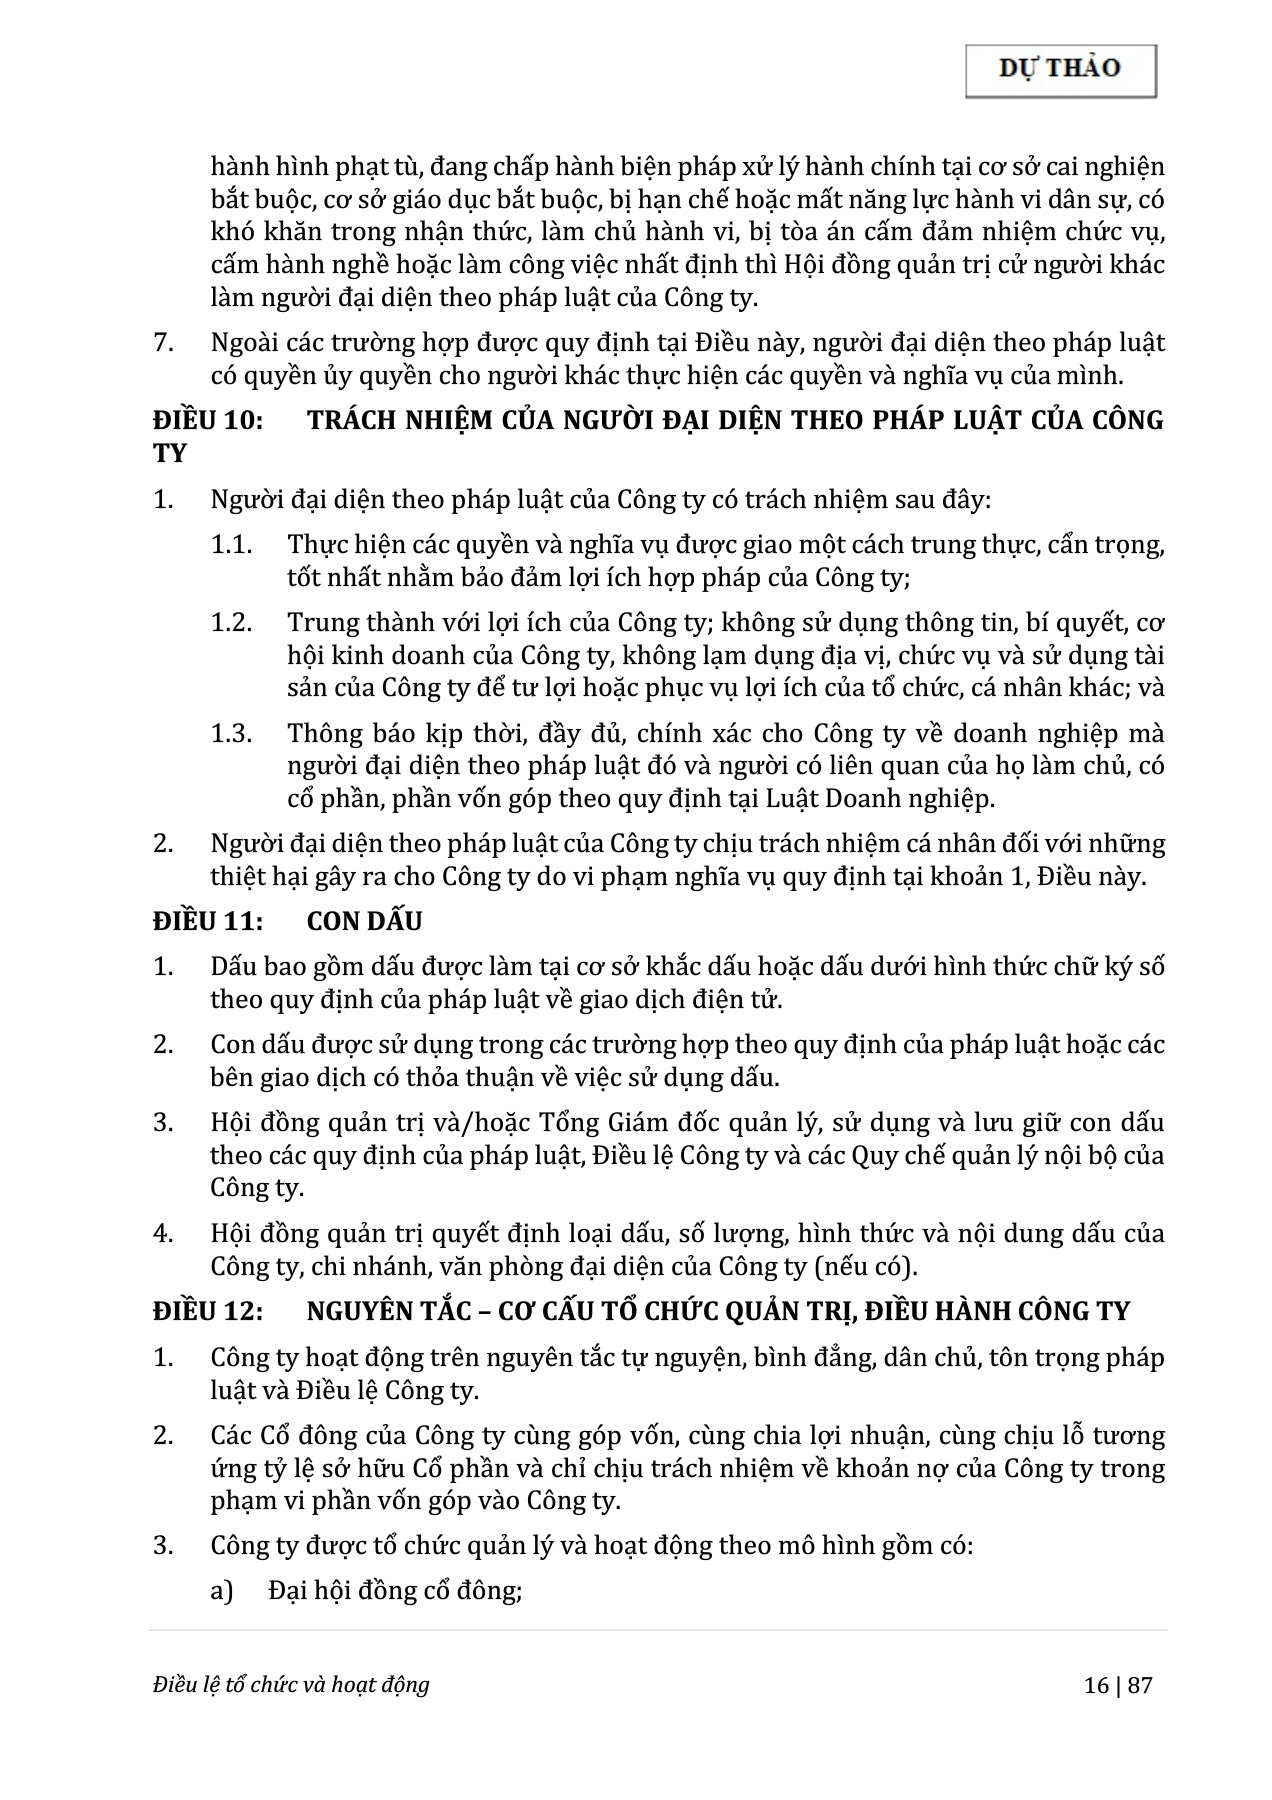 DỰ THẢO
hành hình phạt tù, đang chấp hành biện pháp xử lý hành chính tại cơ sở cai nghiện
bắt buộc, cơ sở giáo dục bắt buộc, bị hạn chế hoặc mất năng lực hành vi dân sự, có
khó khăn trong nhận thức, làm chủ hành vi, bị tòa án cấm đảm nhiệm chức vụ,
cấm hành nghề hoặc làm công việc nhất định thì Hội đồng quản trị cử người khác
làm người đại diện theo pháp luật của Công ty.
7. Ngoài các trường hợp được quy định tại Điều này, người đại diện theo pháp luật
có quyền ủy quyền cho người khác thực hiện các quyền và nghĩa vụ của mình.
ĐIỀU 10: TRÁCH NHIỆM CỦA NGƯỜI ĐẠI DIỆN THEO PHÁP LUẬT CỦA CÔNG
TY
1. Người đại diện theo pháp luật của Công ty có trách nhiệm sau đây:
1.1. Thực hiện các quyền và nghĩa vụ được giao một cách trung thực, cẩn trọng,
tốt nhất nhằm bảo đảm lợi ích hợp pháp của Công ty;
1.2. Trung thành với lợi ích của Công ty; không sử dụng thông tin, bí quyết, cơ
hội kinh doanh của Công ty, không lạm dụng địa vị, chức vụ và sử dụng tài
sản của Công ty để tư lợi hoặc phục vụ lợi ích của tổ chức, cá nhân khác; và
1.3. Thông báo kịp thời, đầy đủ, chính xác cho Công ty về doanh nghiệp mà
người đại diện theo pháp luật đó và người có liên quan của họ làm chủ, có
cổ phần, phần vốn góp theo quy định tại Luật Doanh nghiệp.
2. Người đại diện theo pháp luật của Công ty chịu trách nhiệm cá nhân đối với những
thiệt hại gây ra cho Công ty do vi phạm nghĩa vụ quy định tại khoản 1, Điều này.
ĐIỀU 11: CON DẤU
1. Dấu bao gồm dấu được làm tại cơ sở khắc dấu hoặc dấu dưới hình thức chữ ký số
theo quy định của pháp luật về giao dịch điện tử.
2. Con dấu được sử dụng trong các trường hợp theo quy định của pháp luật hoặc các
bên giao dịch có thỏa thuận về việc sử dụng dấu.
3. Hội đồng quản trị và/hoặc Tổng Giám đốc quản lý, sử dụng và lưu giữ con dấu
theo các quy định của pháp luật, Điều lệ Công ty và các Quy chế quản lý nội bộ của
Công ty.
4. Hội đồng quản trị quyết định loại dấu, số lượng, hình thức và nội dung dấu của
Công ty, chi nhánh, văn phòng đại diện của Công ty (nếu có).
ĐIỀU 12: NGUYÊN TẮC – CƠ CẤU TỔ CHỨC QUẢN TRỊ, ĐIỀU HÀNH CÔNG TY
1. Công ty hoạt động trên nguyên tắc tự nguyện, bình đẳng, dân chủ, tôn trọng pháp
luật và Điều lệ Công ty.
2. Các Cổ đông của Công ty cùng góp vốn, cùng chia lợi nhuận, cùng chịu lỗ tương
ứng tỷ lệ sở hữu Cổ phần và chỉ chịu trách nhiệm về khoản nợ của Công ty trong
phạm vi phần vốn góp vào Công ty.
3. Công ty được tổ chức quản lý và hoạt động theo mô hình gồm có:
a) Đại hội đồng cổ đông;
Điều lệ tổ chức và hoạt động 16 | 87